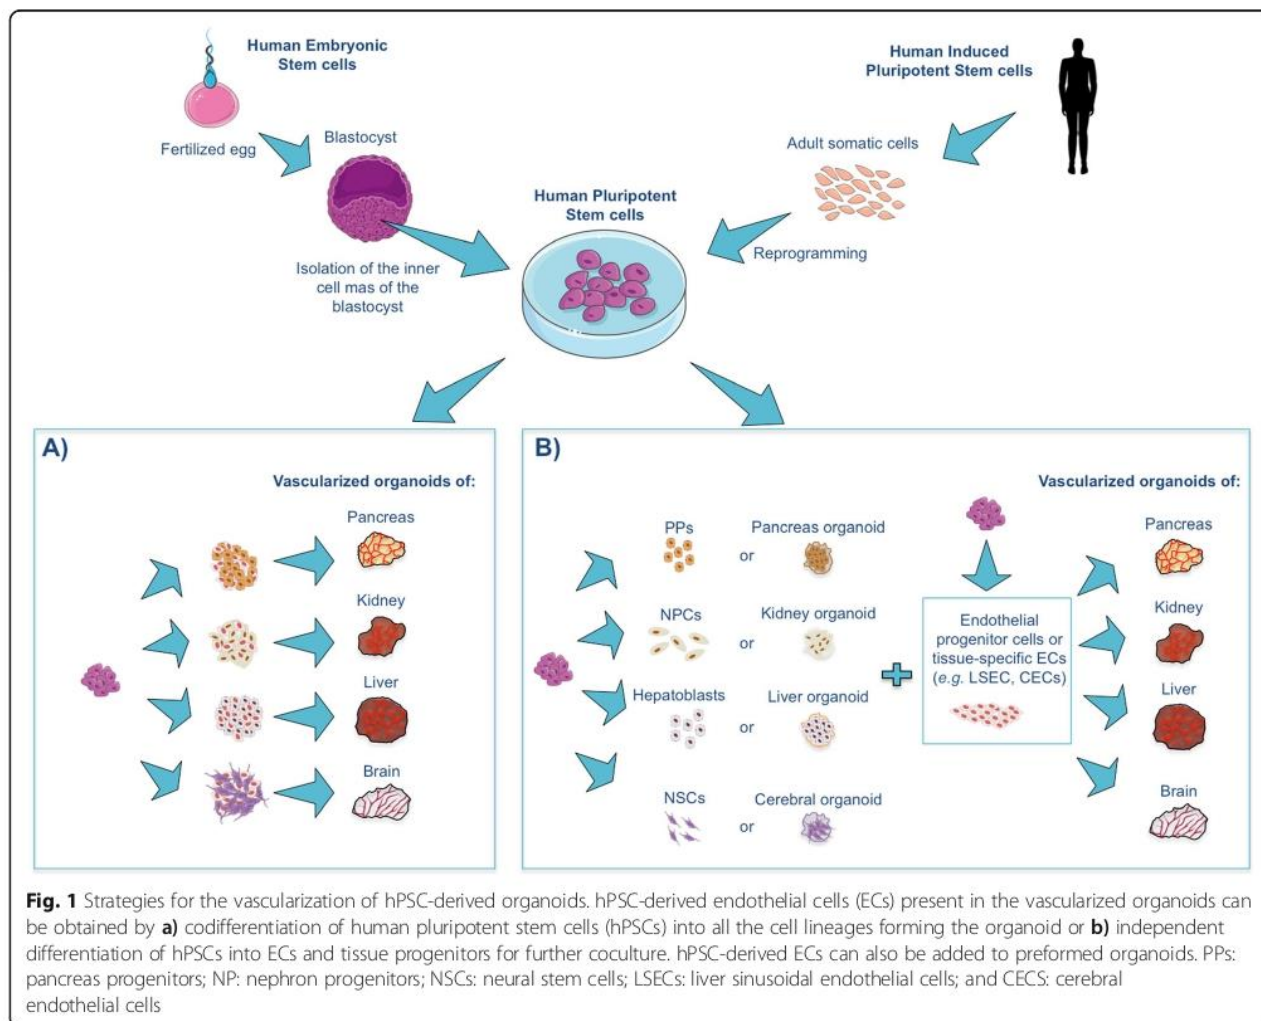 Human Embryonic
Stem cells
Human Induced
Pluripotent Stem cells
Fertilized egg
Blastocyst
Adult somatic cells
Human Pluripotent
Stem cells
Isolation of the inner
cell mas of the
blastocyst
Reprogramming
A)
Vascularized organoids of:
Pancreas
Kidney
Liver
Brain
B)
Vascularized organoids of:
PPs
or
Pancreas organoid
NPCs
or
Kidney organoid
Hepatoblasts
or
Liver organoid
NSCs
or
Cerebral organoid
Endothelial
progenitor cells or
tissue-specific ECs
(e.g. LSEC, CECs)
Pancreas
Kidney
Liver
Brain
Fig. 1 Strategies for the vascularization of hPSC-derived organoids. hPSC-derived endothelial cells (ECs) present in the vascularized organoids can
be obtained by a) codifferentiation of human pluripotent stem cells (hPSCs) into all the cell lineages forming the organoid or b) independent
differentiation of hPSCs into ECs and tissue progenitors for further coculture. hPSC-derived ECs can also be added to preformed organoids. PPs:
pancreas progenitors; NP: nephron progenitors; NSCs: neural stem cells; LSECs: liver sinusoidal endothelial cells; and CECS: cerebral
endothelial cells